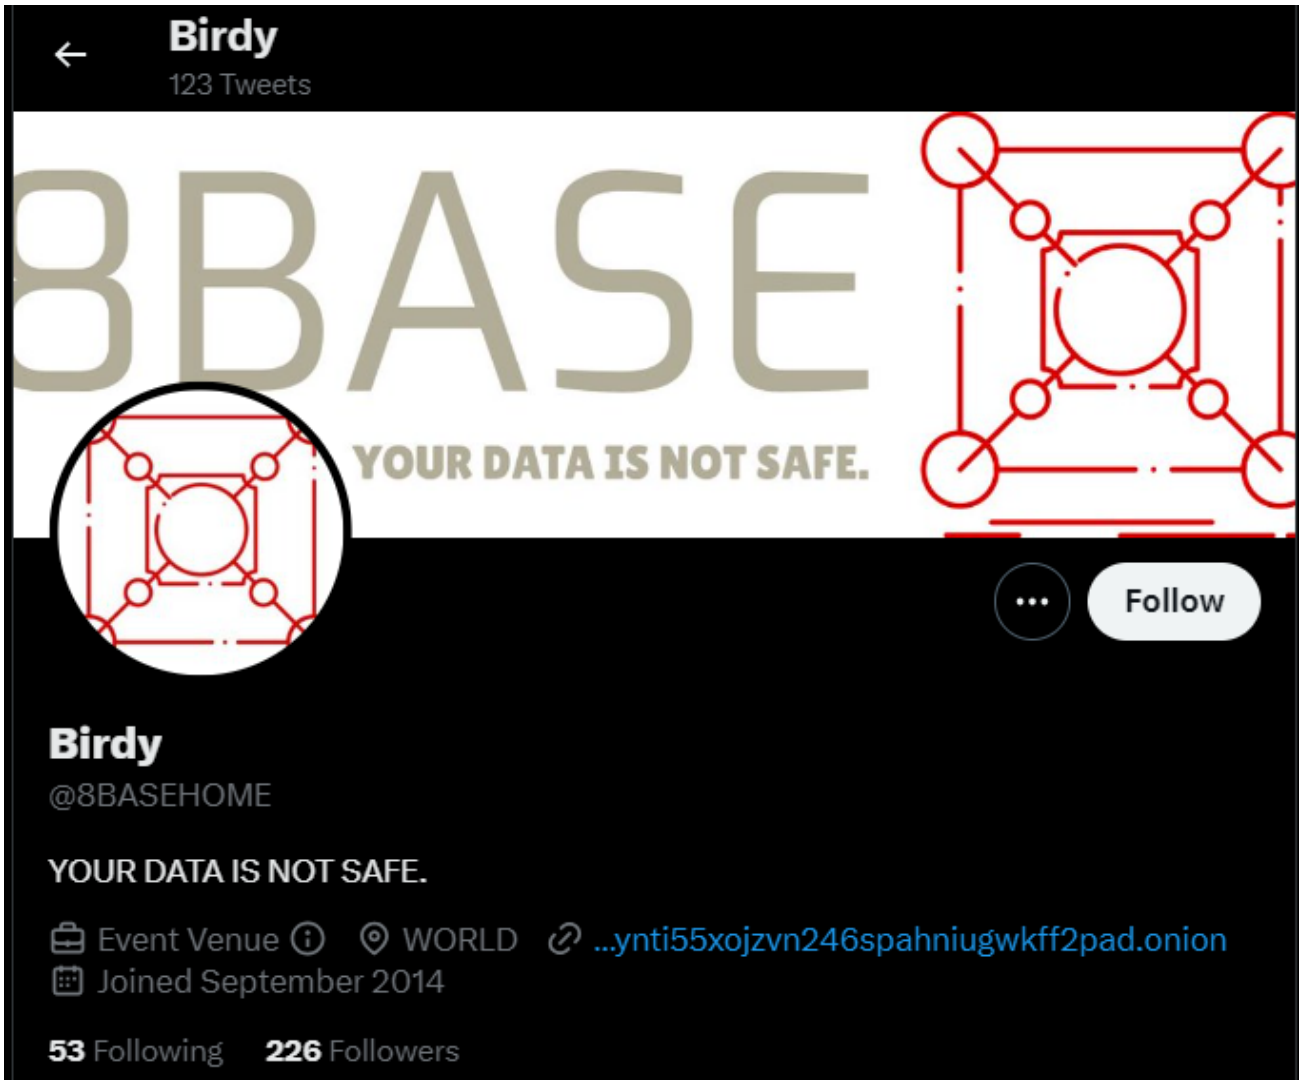 Birdy
123 Tweets
8BASE
YOUR DATA IS NOT SAFE.
Follow
Birdy
@8BASEHOME
YOUR DATA IS NOT SAFE.
Event Venue WORLD ...ynti55xojzvn246spahniugwkff2pad.onion
Joined September 2014
53 Following 226 Followers